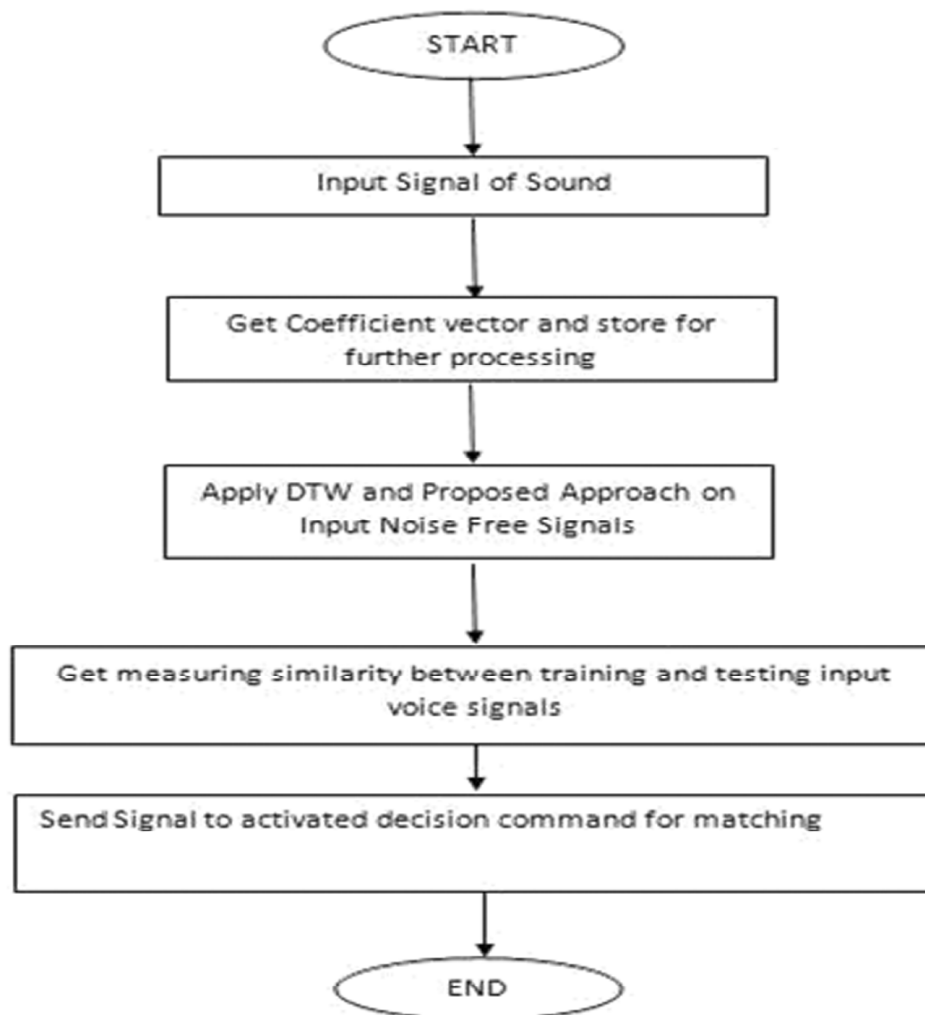 START
Input Signal of Sound
Get Coefficient vector and store for
further processing
Apply DTW and Proposed Approach on
Input Noise Free Signals
Get measuring similarity between training and testing input
voice signals
Send Signal to activated decision command for matching
END